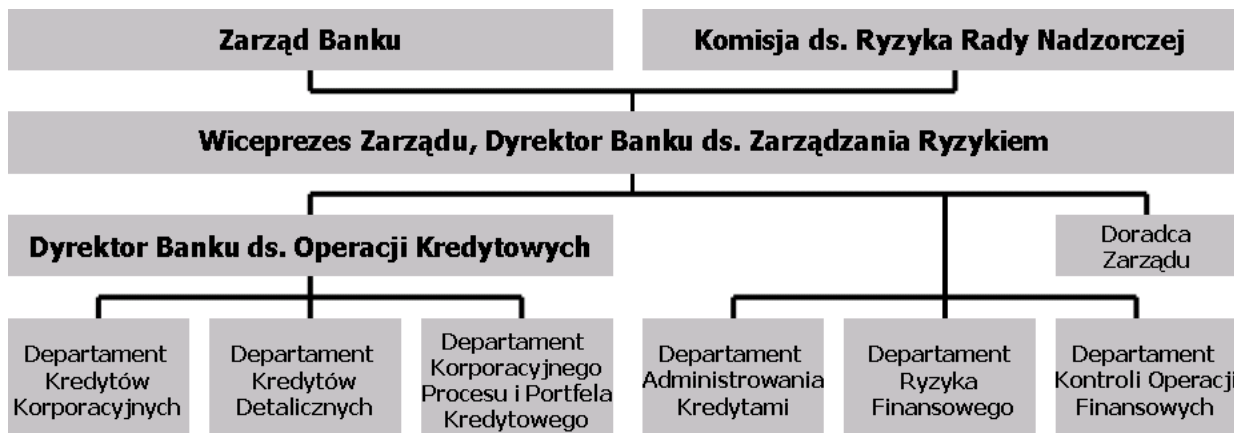 Zarząd Banku
Komisja ds. Ryzyka Rady Nadzorczej
Wiceprezes Zarządu, Dyrektor Banku ds. Zarządzania Ryzykiem
Dyrektor Banku ds. Operacji Kredytowych
Doradca
Zarządu
Departament
Kredytów
Korporacyjnych
Departament
Kredytów
Detalicznych
Departament
Korporacyjnego
Procesu i Portfela
Kredytowego
Departament
Administrowania
Kredytami
Departament
Ryzyka
Finansowego
Departament
Kontroli Operacji
Finansowych